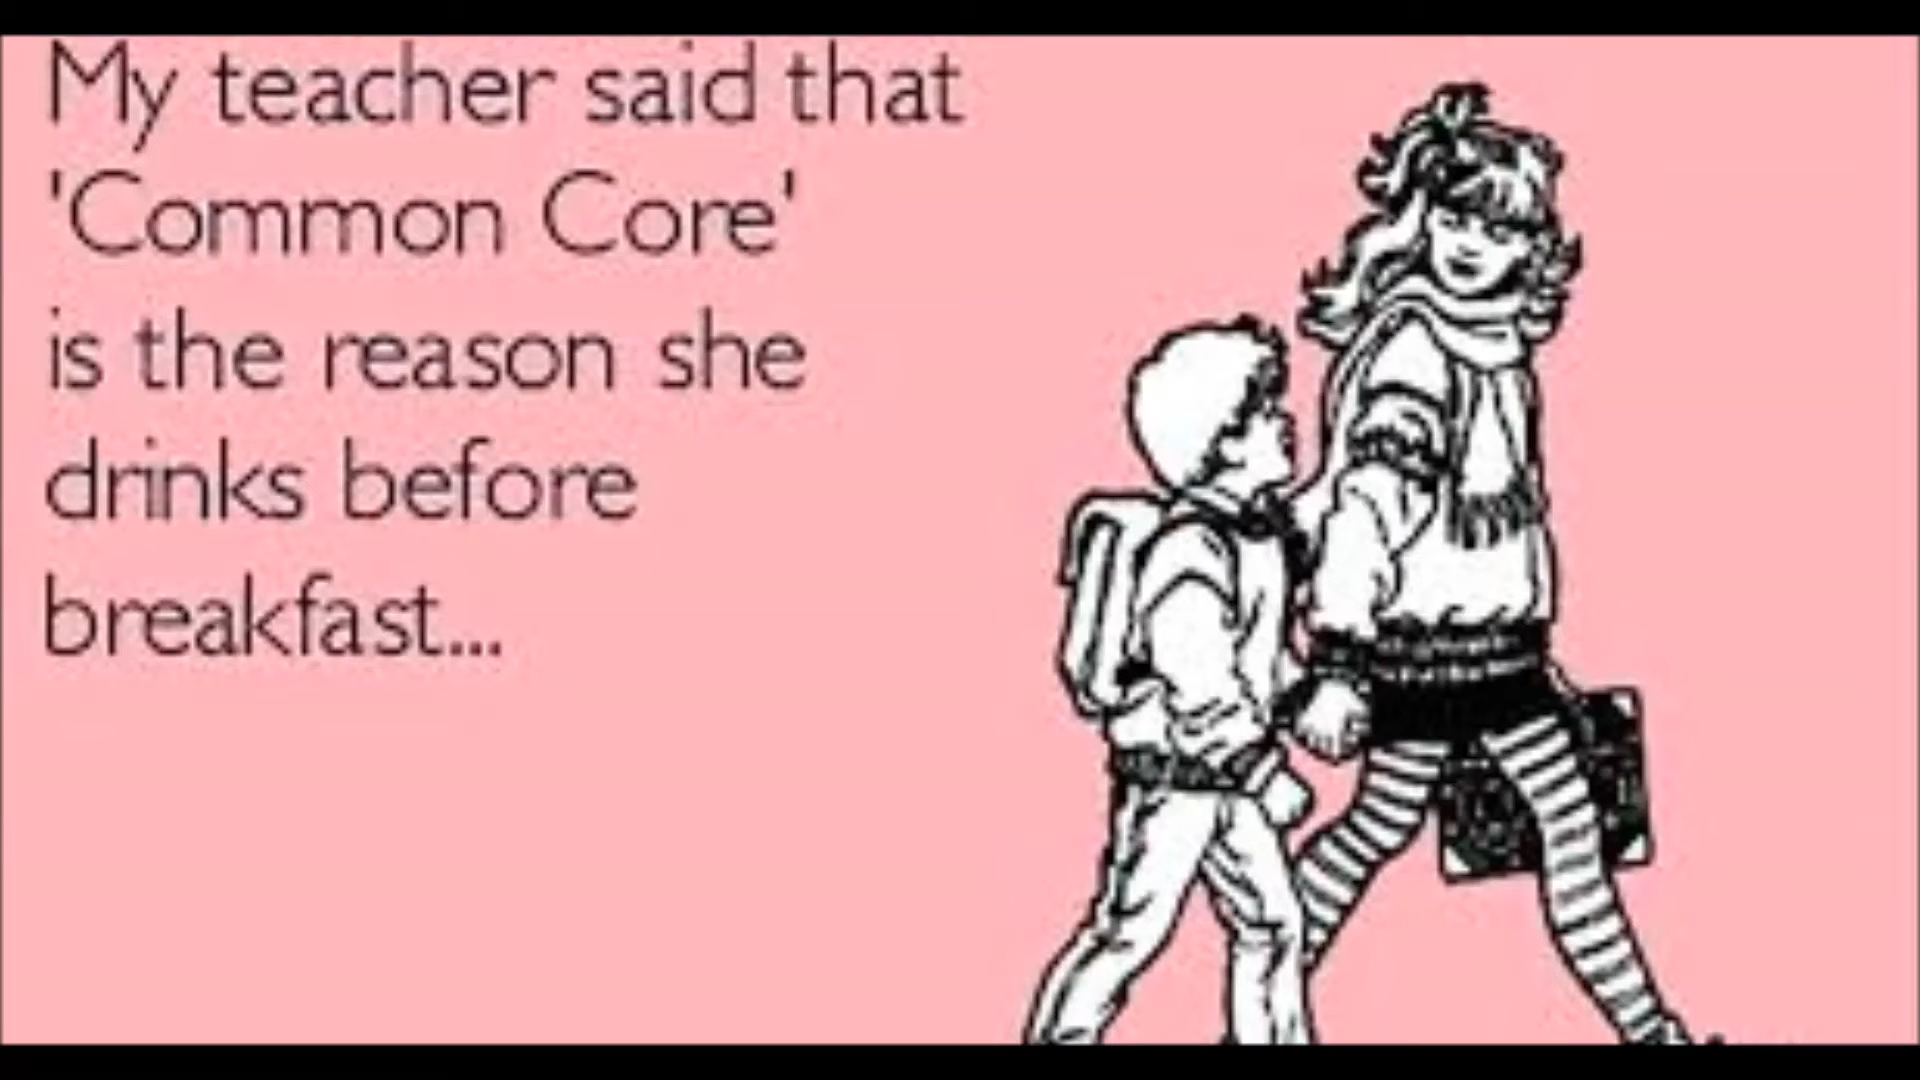 My teacher said that
'Common Core'
is the reason she
drinks before
breakfast...